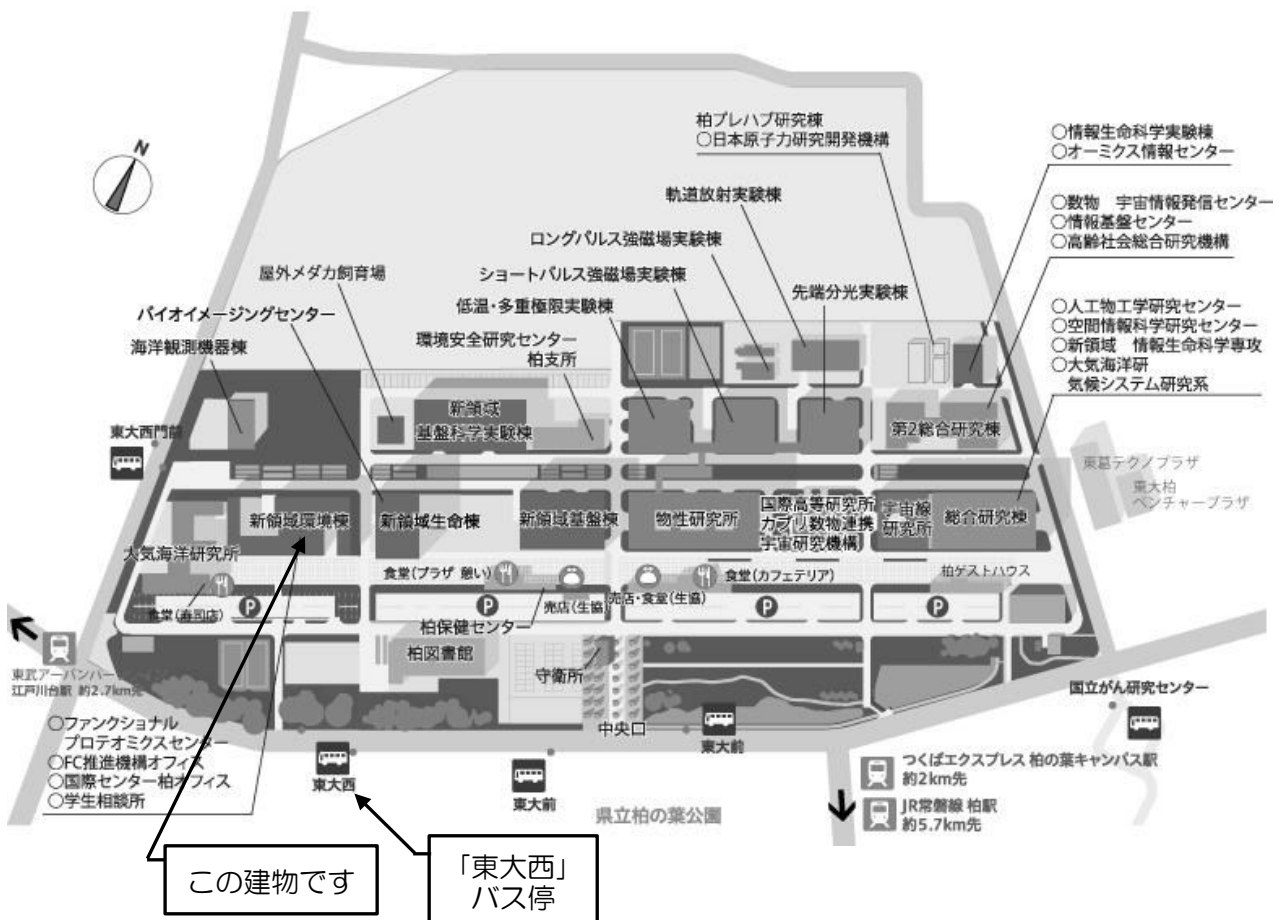 N
柏プレハブ研究棟
○日本原子力研究開発機構
○情報生命科学実験棟
○オーミクス情報センター
軌道放射実験棟
○数物　宇宙情報発信センター
○情報基盤センター
○高齢社会総合研究機構
ロングパルス強磁場実験棟
屋外メダカ飼育場
ショートパルス強磁場実験棟
先端分光実験棟
低温・多重極限実験棟
バイオイメージングセンター
海洋観測機器棟
環境安全研究センター
柏支所
○人工物工学研究センター
○空間情報科学研究センター
○新領域　情報生命科学専攻
○大気海洋研
気候システム研究系
新領域
基盤科学実験棟
第2総合研究棟
東大西門前
東葛テクノプラザ
東大柏
ベンチャープラザ
新領域環境棟
新領域生命棟
新領域基盤棟
物性研究所
国際高等研究所
カブリ数物連携
宇宙研究機構
宇宙線
研究所
総合研究棟
大気海洋研究所
食堂(プラザ 憩い)
食堂(カフェテリア)
柏ゲストハウス
食堂(寿司店)
P
P
P
P
売店(生協)
売店・食堂(生協)
柏保健センター
柏図書館
守衛所
東武アーバンパー
江戸川台駅 約2.7km先
国立がん研究センター
○ファンクショナル
プロテオミクスセンター
○FC推進機構オフィス
○国際センター柏オフィス
○学生相談所
中央口
東大前
東大西
東大前
県立柏の葉公園
つくばエクスプレス 柏の葉キャンパス駅
約2km先
JR常磐線 柏駅
約5.7km先
この建物です
「東大西」
バス停